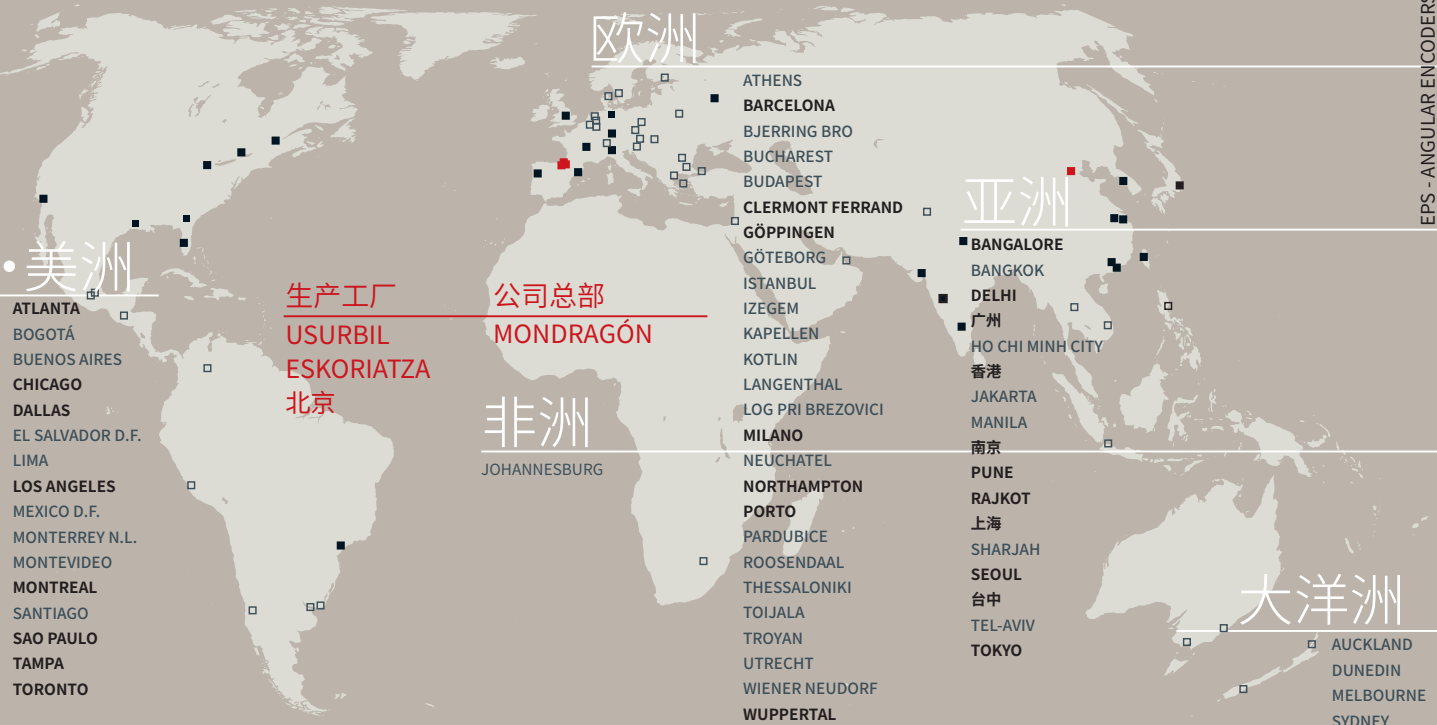 欧洲
ATHENS
BARCELONA
BJERRING BRO
BUCHAREST
BUDAPEST
CLERMONT FERRAND
GÖPPINGEN
GÖTEBORG
ISTANBUL
IZEGEM
KAPELLEN
KOTLIN
LANGENTHAL
LOG PRI BREZOVICI
MILANO
NEUCHATEL
NORTHAMPTON
PORTO
PARDUBICE
ROOSENDAAL
THESSALONIKI
TOIJALA
TROYAN
UTRECHT
WIENER NEUDORF
WUPPERTAL
亚洲
BANGALORE
BANGKOK
DELHI
广州
HO CHI MINH CITY
香港
JAKARTA
MANILA
南京
PUNE
RAJKOT
上海
SHARJAH
SEOUL
台中
TEL-AVIV
TOKYO
美洲
ATLANTA
BOGOTÁ
BUENOS AIRES
CHICAGO
DALLAS
EL SALVADOR D.F.
LIMA
LOS ANGELES
MEXICO D.F.
MONTERREY N.L.
MONTEVIDEO
MONTREAL
SANTIAGO
SAO PAULO
TAMPA
TORONTO
生产工厂
USURBIL
ESKORIATZA
北京
公司总部
MONDRAGÓN
非洲
JOHANNESBURG
大洋洲
AUCKLAND
DUNEDIN
MELBOURNE
SYDNEY
EPS - ANGULAR ENCODERS